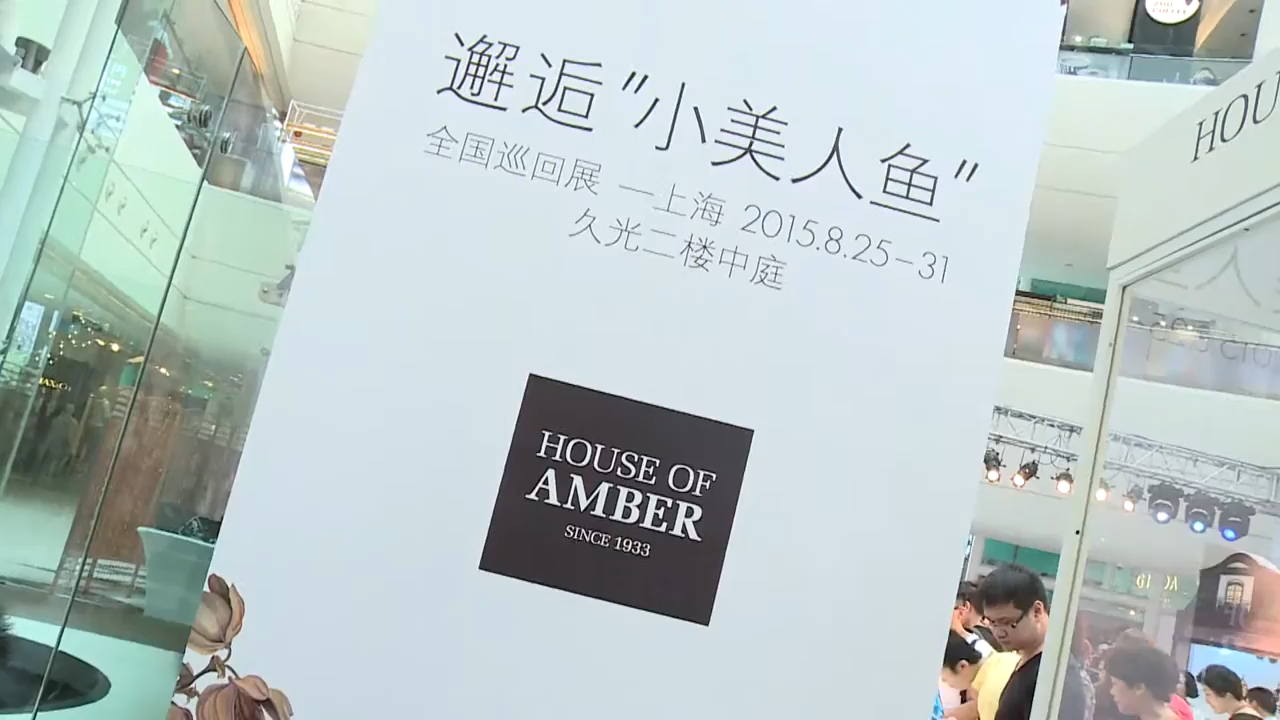 邂逅"小美人鱼"
全国巡回展 —上海 2015.8.25-31
久光二楼中庭
HOUSE OF
AMBER
SINCE 1933
HOU